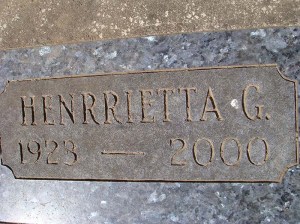 HENRRIETTA G.
1923 — 2000